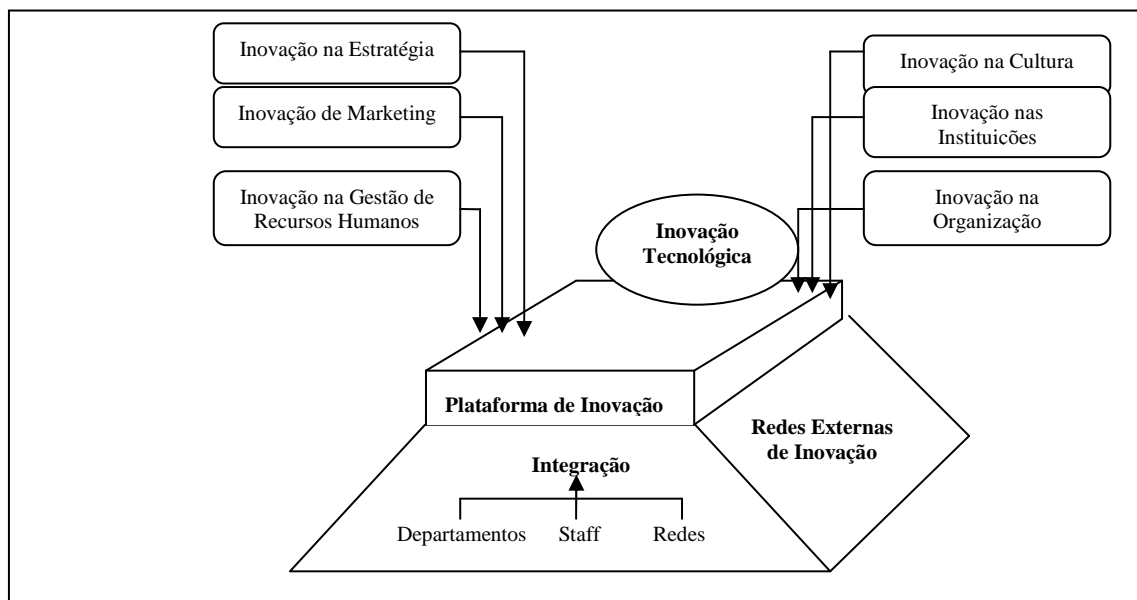 Inovação na Estratégia
Inovação de Marketing
Inovação na Gestão de
Recursos Humanos
Inovação na Cultura
Inovação nas
Instituicões
Inovação na
Organização
Inovação
Tecnológica
Plataforma de Inovação
Redes Externas
de Inovação
Integração
Departamentos Staff Redes